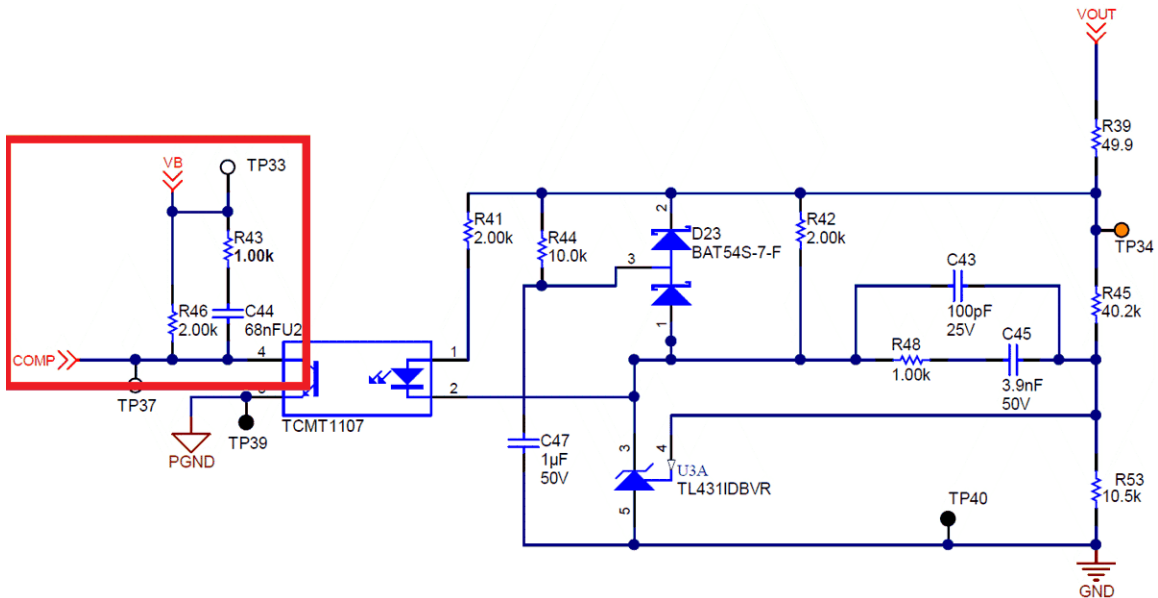 VOUT
R39
49.9
TP33
VB
R41
2.00k
R44
10.0k
2
D23
BAT54S-7-F
3
1
R42
2.00k
TP34
R43
1.00k
C43
100pF
25V
R45
40.2k
R46
2.00k
C44
68nFU2
COMP
4
1
2
R48
1.00k
C45
3.9nF
50V
TP37
TP39
TCMT1107
PGND
C47
1µF
50V
3
4
U3A
TL431IDBVR
5
R53
10.5k
TP40
GND